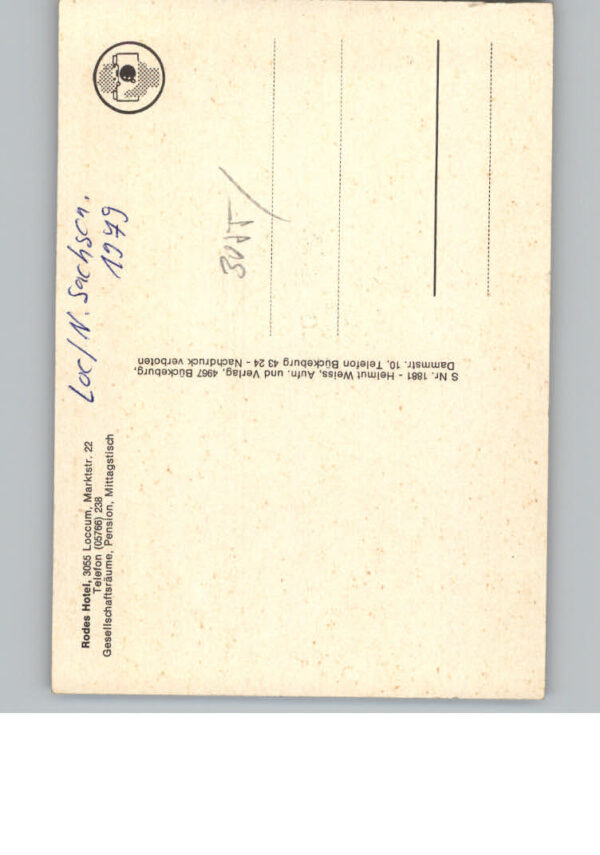 Rodes Hotel, 3055 Loccum, Marktstr. 22
Telefon (05766) 238
Gesellschaftsräume, Pension, Mittagstisch
Loc/N. Sachsen.
1979
S Nr. 1881 - Helmut Weiss, Aufn. und Verlag, 4967 Bückeburg,
Dammstr. 10, Telefon Bückeburg 43 24 - Nachdruck verboten